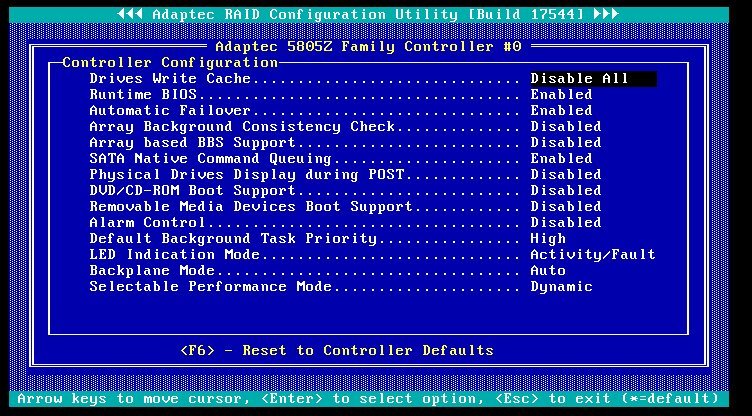 <<< Adaptec RAID Configuration Utility [Build 17544] >>>
Adaptec 5805Z Family Controller #0
Controller Configuration
Drives Write Cache.............................. Disable All
Runtime BIOS.................................... Enabled
Automatic Failover.............................. Enabled
Array Background Consistency Check.............. Disabled
Array based BBS Support......................... Disabled
SATA Native Command Queuing..................... Enabled
Physical Drives Display during POST............. Disabled
DVD/CD-ROM Boot Support......................... Disabled
Removable Media Devices Boot Support............ Disabled
Alarm Control................................... Disabled
Default Background Task Priority................ High
LED Indication Mode............................. Activity/Fault
Backplane Mode.................................. Auto
Selectable Performance Mode..................... Dynamic
<F6> - Reset to Controller Defaults
Arrow keys to move cursor, <Enter> to select option, <Esc> to exit (*=default)